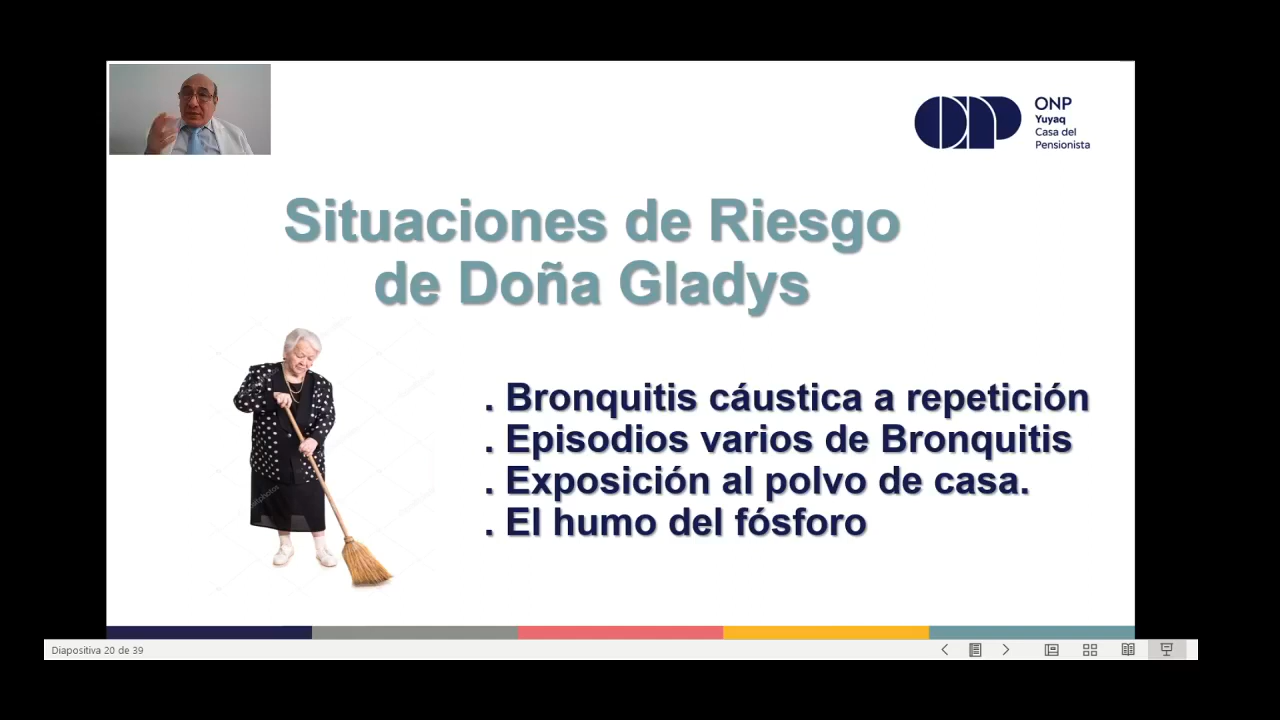 ONP
Yuyaq
Casa del
Pensionista
Situaciones de Riesgo
de Doña Gladys
. Bronquitis cáustica a repetición
. Episodios varios de Bronquitis
. Exposición al polvo de casa.
. El humo del fósforo
Diapositiva 20 de 39